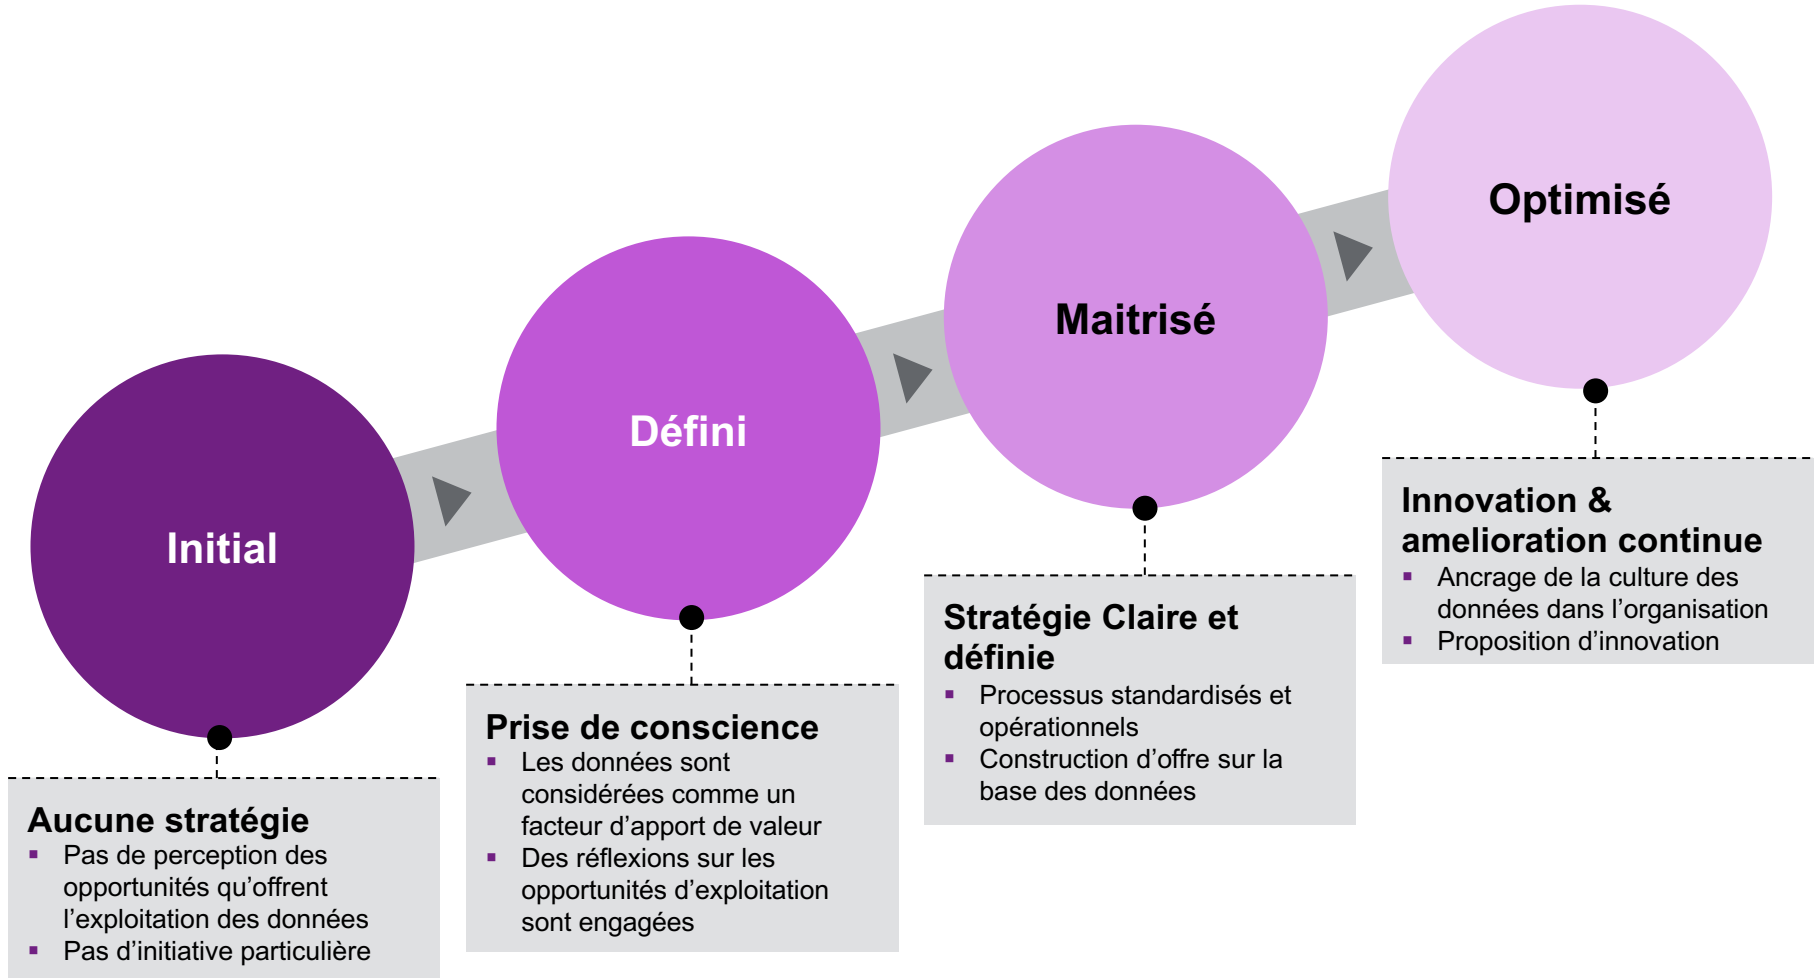 Initial
Aucune stratégie
▪ Pas de perception des
opportunités qu’offrent
l’exploitation des données
▪ Pas d’initiative particulière
Défini
Prise de conscience
▪ Les données sont
considérées comme un
facteur d’apport de valeur
▪ Des réflexions sur les
opportunités d’exploitation
sont engagées
Maitrisé
Stratégie Claire et
définie
▪ Processus standardisés et
opérationnels
▪ Construction d’offre sur la
base des données
Optimisé
Innovation &
amelioration continue
▪ Ancrage de la culture des
données dans l’organisation
▪ Proposition d’innovation